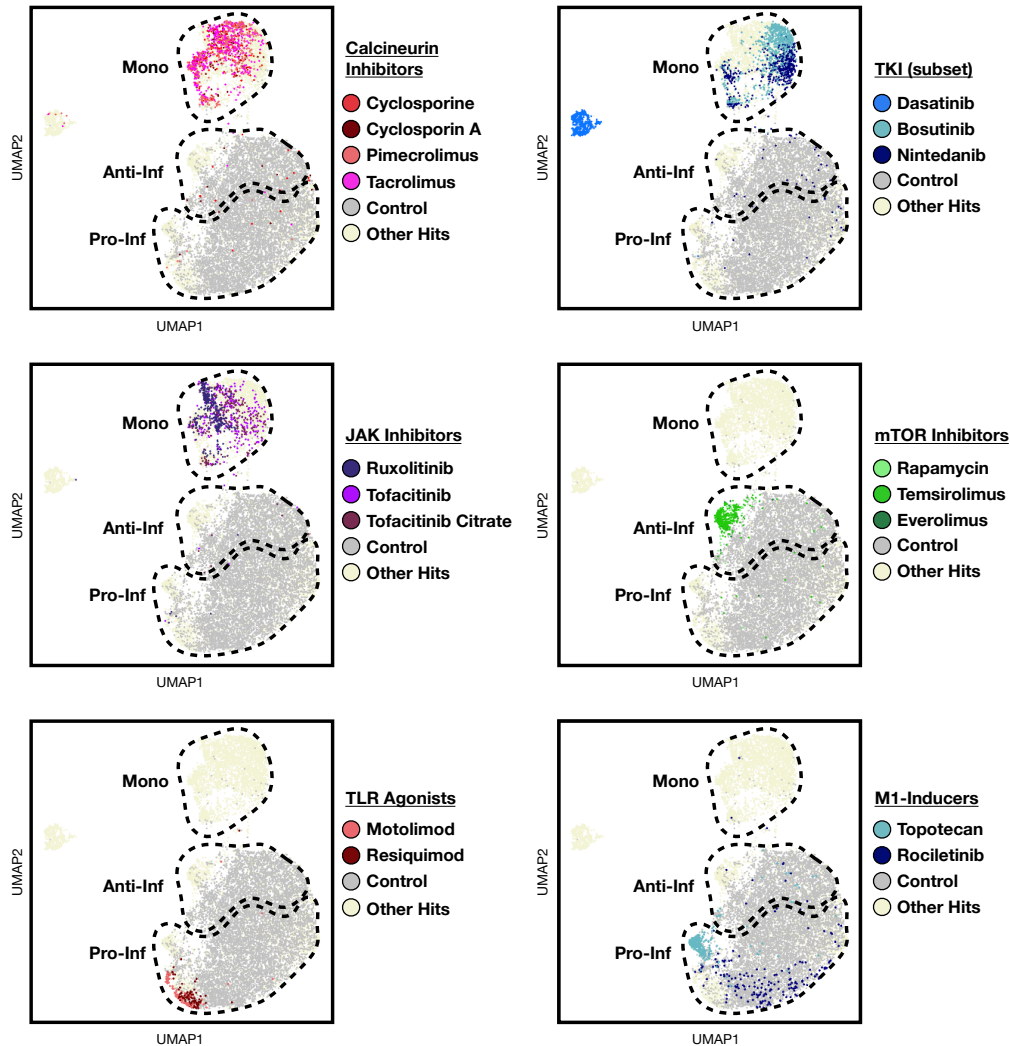 Mono
Anti-Inf
Pro-Inf
UMAP2
UMAP1
Calcineurin
Inhibitors
Cyclosporine
Cyclosporin A
Pimecrolimus
Tacrolimus
Control
Other Hits
Mono
Anti-Inf
Pro-Inf
UMAP2
UMAP1
TKI (subset)
Dasatinib
Bosutinib
Nintedanib
Control
Other Hits
Mono
Anti-Inf
Pro-Inf
UMAP2
UMAP1
JAK Inhibitors
Ruxolitinib
Tofacitinib
Tofacitinib Citrate
Control
Other Hits
Mono
Anti-Inf
Pro-Inf
UMAP2
UMAP1
mTOR Inhibitors
Rapamycin
Temsirolimus
Everolimus
Control
Other Hits
Mono
Anti-Inf
Pro-Inf
UMAP2
UMAP1
TLR Agonists
Motolimod
Resiquimod
Control
Other Hits
Mono
Anti-Inf
Pro-Inf
UMAP2
UMAP1
M1-Inducers
Topotecan
Rociletinib
Control
Other Hits